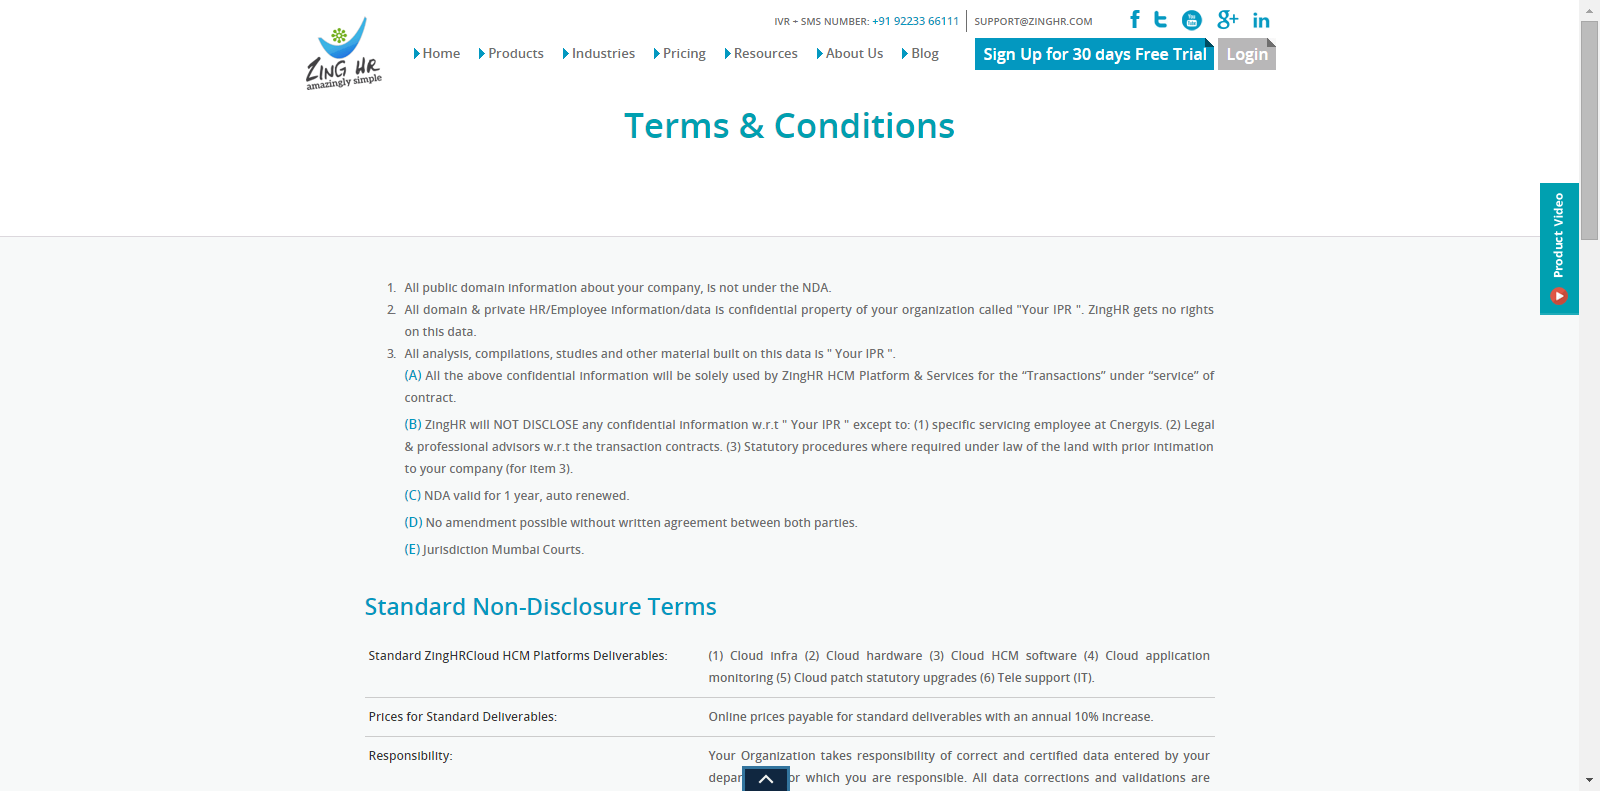 IVR + SMS NUMBER: +91 92233 66111
SUPPORT@ZINGHR.COM
ZING HR
amazingly simple
Home
Products
Industries
Pricing
Resources
About Us
Blog
Sign Up for 30 days Free Trial
Login
Terms & Conditions
Product Video
1. All public domain information about your company, is not under the NDA.
2. All domain & private HR/Employee information/data is confidential property of your organization called "Your IPR ". ZingHR gets no rights
on this data.
3. All analysis, compilations, studies and other material built on this data is " Your IPR ".
(A) All the above confidential information will be solely used by ZingHR HCM Platform & Services for the “Transactions” under “service” of
contract.
(B) ZingHR will NOT DISCLOSE any confidential information w.r.t " Your IPR " except to: (1) specific servicing employee at Cnergyis. (2) Legal
& professional advisors w.r.t the transaction contracts. (3) Statutory procedures where required under law of the land with prior intimation
to your company (for item 3).
(C) NDA valid for 1 year, auto renewed.
(D) No amendment possible without written agreement between both parties.
(E) Jurisdiction Mumbai Courts.
Standard Non-Disclosure Terms
Standard ZingHRCloud HCM Platforms Deliverables:
(1) Cloud infra (2) Cloud hardware (3) Cloud HCM software (4) Cloud application
monitoring (5) Cloud patch statutory upgrades (6) Tele support (IT).
Prices for Standard Deliverables:
Online prices payable for standard deliverables with an annual 10% increase.
Responsibility:
Your Organization takes responsibility of correct and certified data entered by your
which you are responsible. All data corrections and validations are